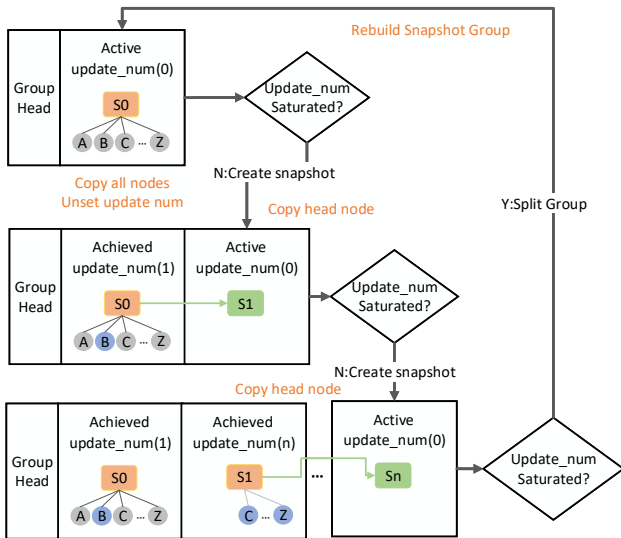 Rebuild Snapshot Group
Active
update_num(0)
Group
Head
S0
A B C ... Z
Update_num
Saturated?
N:Create snapshot
Copy all nodes
Unset update num
Copy head node
Y:Split Group
Achieved
update_num(1)
Active
update_num(0)
Group
Head
S0
S1
A B C ... Z
Update_num
Saturated?
N:Create snapshot
Copy head node
Achieved
update_num(1)
Achieved
update_num(n)
Active
update_num(0)
Group
Head
S0
S1
...
Sn
A B C ... Z
C ... Z
Update_num
Saturated?